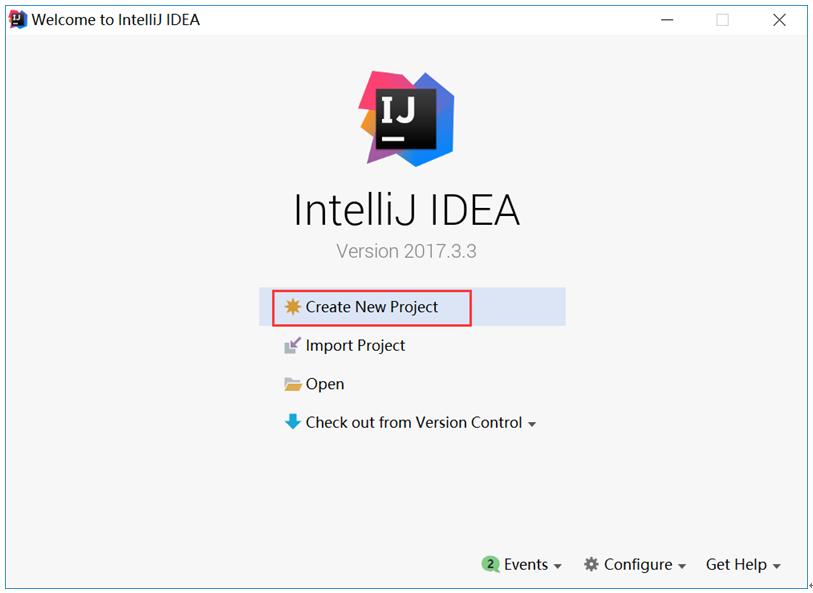 Welcome to IntelliJ IDEA
IJ
IntelliJ IDEA
Version 2017.3.3
Create New Project
Import Project
Open
Check out from Version Control
2 Events Configure Get Help